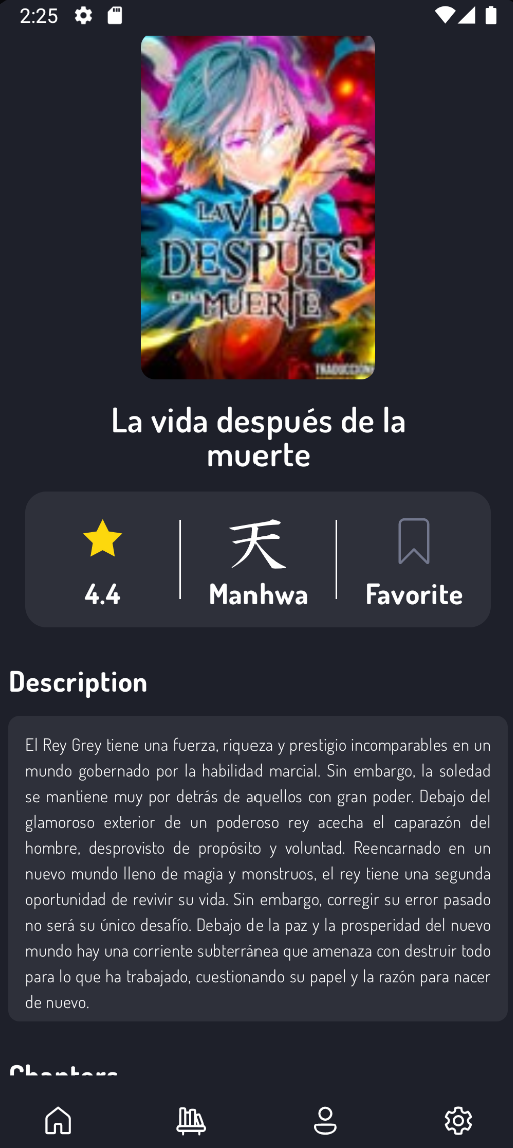 2:25
LA VIDA
DESPUES
DE LA MUERTE
TRADUCCION
La vida después de la
muerte
天
4.4
Manhwa
Favorite
Description
El Rey Grey tiene una fuerza, riqueza y prestigio incomparables en un
mundo gobernado por la habilidad marcial. Sin embargo, la soledad
se mantiene muy por detrás de aquellos con gran poder. Debajo del
glamoroso exterior de un poderoso rey acecha el caparazón del
hombre, desprovisto de propósito y voluntad. Reencarnado en un
nuevo mundo lleno de magia y monstruos, el rey tiene una segunda
oportunidad de revivir su vida. Sin embargo, corregir su error pasado
no será su único desafío. Debajo de la paz y la prosperidad del nuevo
mundo hay una corriente subterránea que amenaza con destruir todo
para lo que ha trabajado, cuestionando su papel y la razón para nacer
de nuevo.
Chapters